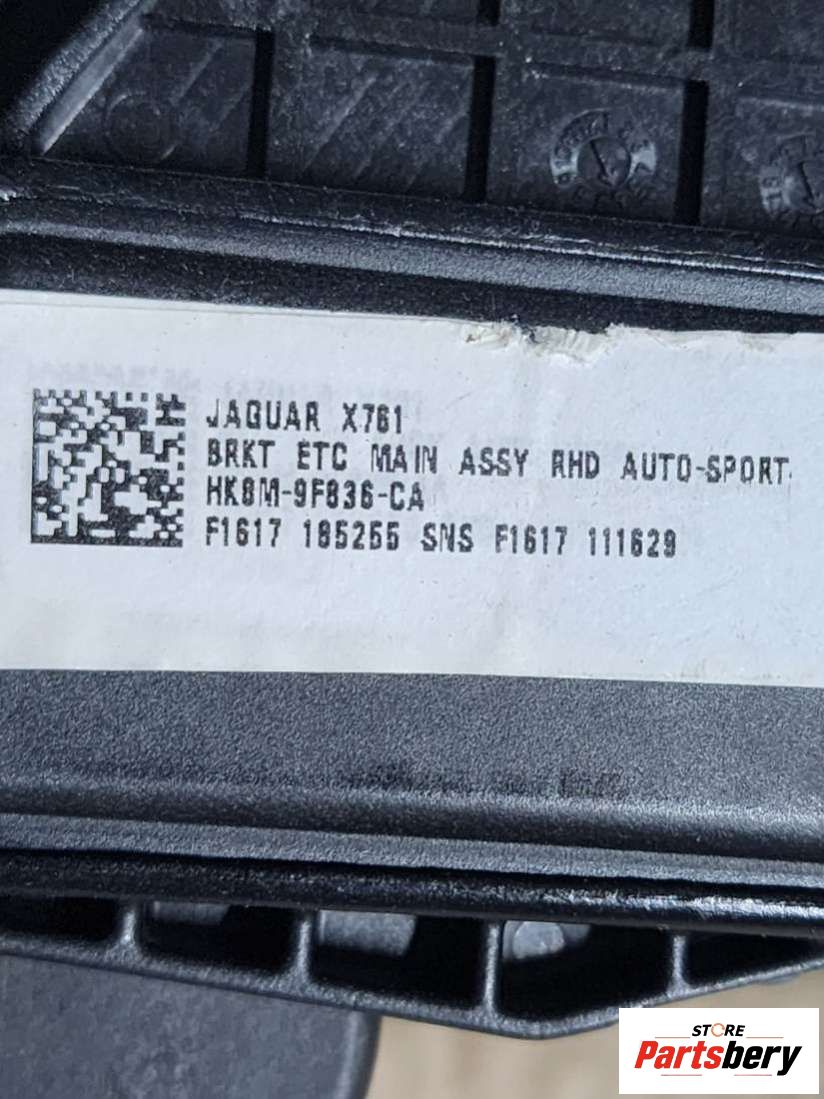 JAGUAR X761
BRKT ETC MAIN ASSY RHD AUTO-SPORT
HK8M-9F836-CA
F1617 185255 SNS F1617 111629
STORE
Partsbery